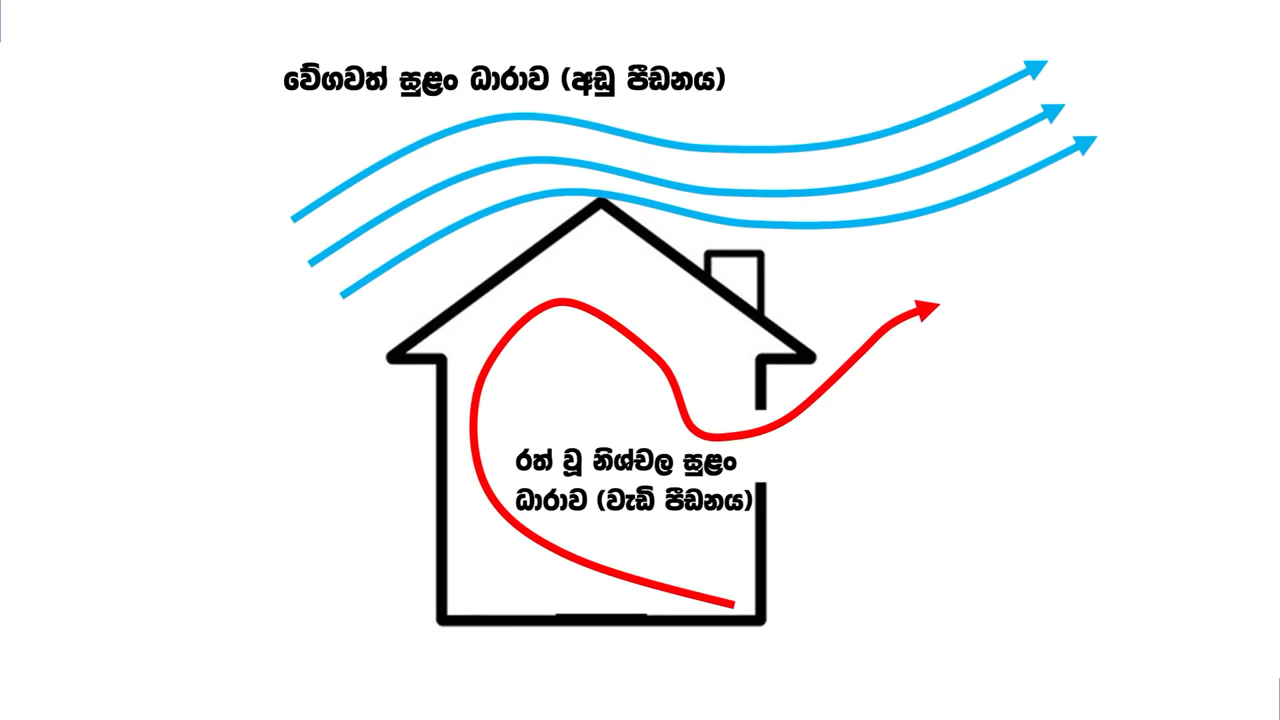 වේගවත් සුළං ධාරාව (අඩු පීඩනය)
රත් වූ නිශ්චල සුළං
ධාරාව (වැඩි පීඩනය)